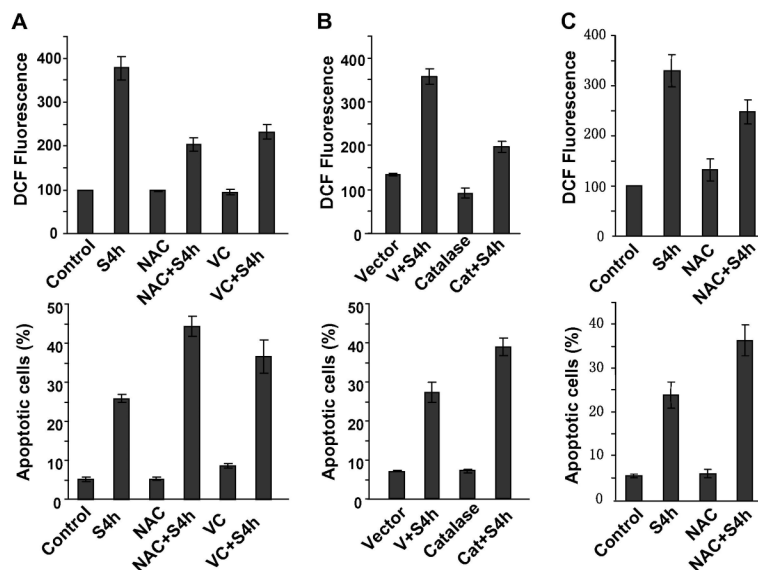 A
DCF Fluorescence
400
300
200
100
0
Control
S4h
NAC
NAC+S4h
VC
VC+S4h
B
DCF Fluorescence
400
300
200
100
0
Vector
V+S4h
Catalase
Cat+S4h
C
DCF Fluorescence
400
300
200
100
0
Control
S4h
NAC
NAC+S4h
Apoptotic cells (%)
50
40
30
20
10
0
Control
S4h
NAC
NAC+S4h
VC
VC+S4h
Apoptotic cells (%)
50
40
30
20
10
0
Vector
V+S4h
Catalase
Cat+S4h
Apoptotic cells (%)
40
30
20
10
0
Control
S4h
NAC
NAC+S4h